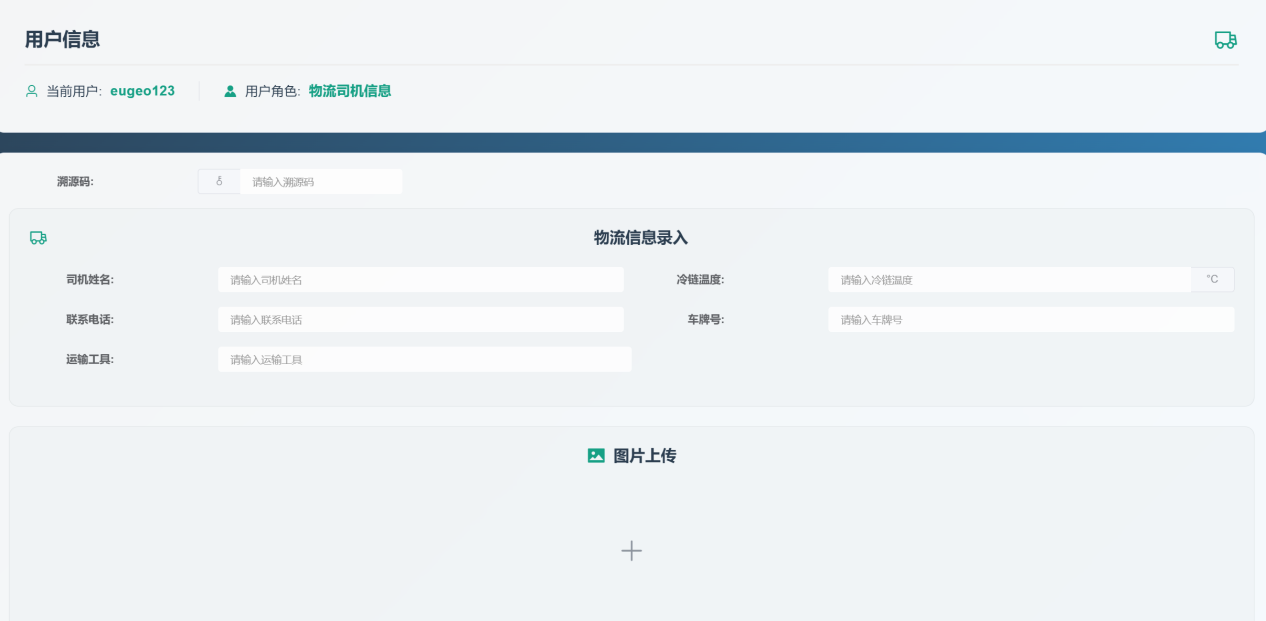 用户信息
当前用户: eugeo123 用户角色: 物流司机信息
溯源码: 请输入溯源码
物流信息录入
司机姓名: 请输入司机姓名 冷链温度: 请输入冷链温度 °C
联系电话: 请输入联系电话 车牌号: 请输入车牌号
运输工具: 请输入运输工具
图片上传